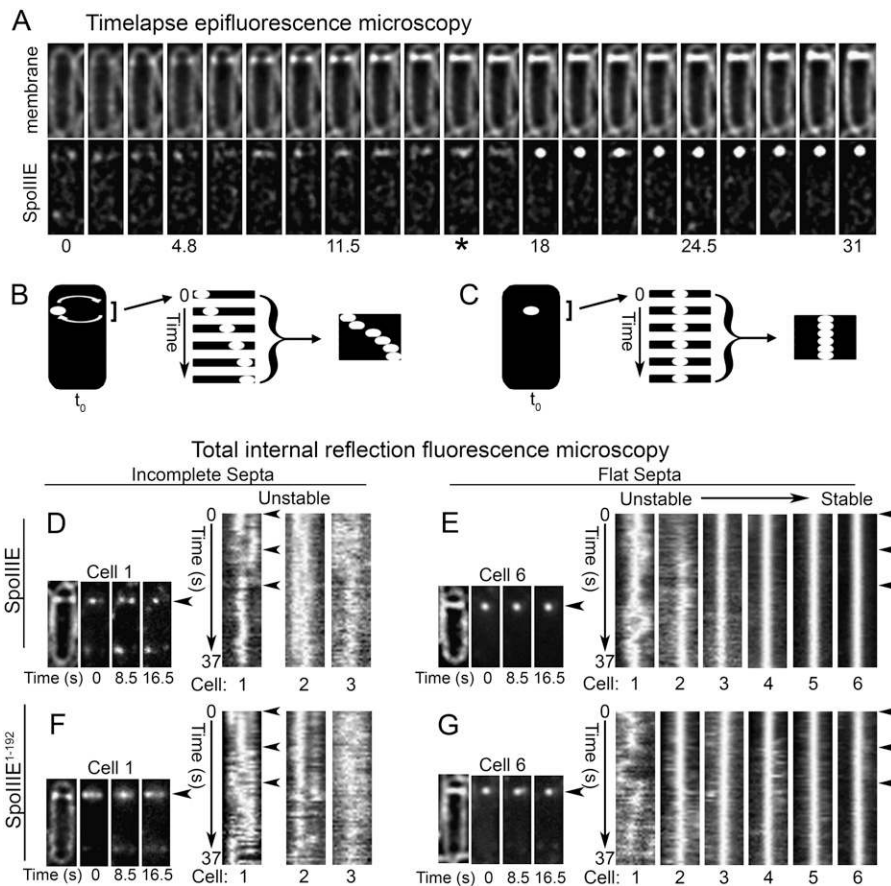 A
Timelapse epifluorescence microscopy
membrane
SpoIIIE
0 4.8 11.5 * 18 24.5 31
B
0
Time
t0
C
0
Time
t0
Total internal reflection fluorescence microscopy
Incomplete Septa
Flat Septa
Unstable
Unstable Stable
SpoIIIE
D
Cell 1
Time (s) 0 8.5 16.5
0
Time (s)
37
Cell: 1 2 3
E
Cell 6
Time (s) 0 8.5 16.5
0
Time (s)
37
Cell: 1 2 3 4 5 6
SpoIIIE1-192
F
Cell 1
Time (s) 0 8.5 16.5
0
Time (s)
37
Cell: 1 2 3
G
Cell 6
Time (s) 0 8.5 16.5
0
Time (s)
37
Cell: 1 2 3 4 5 6